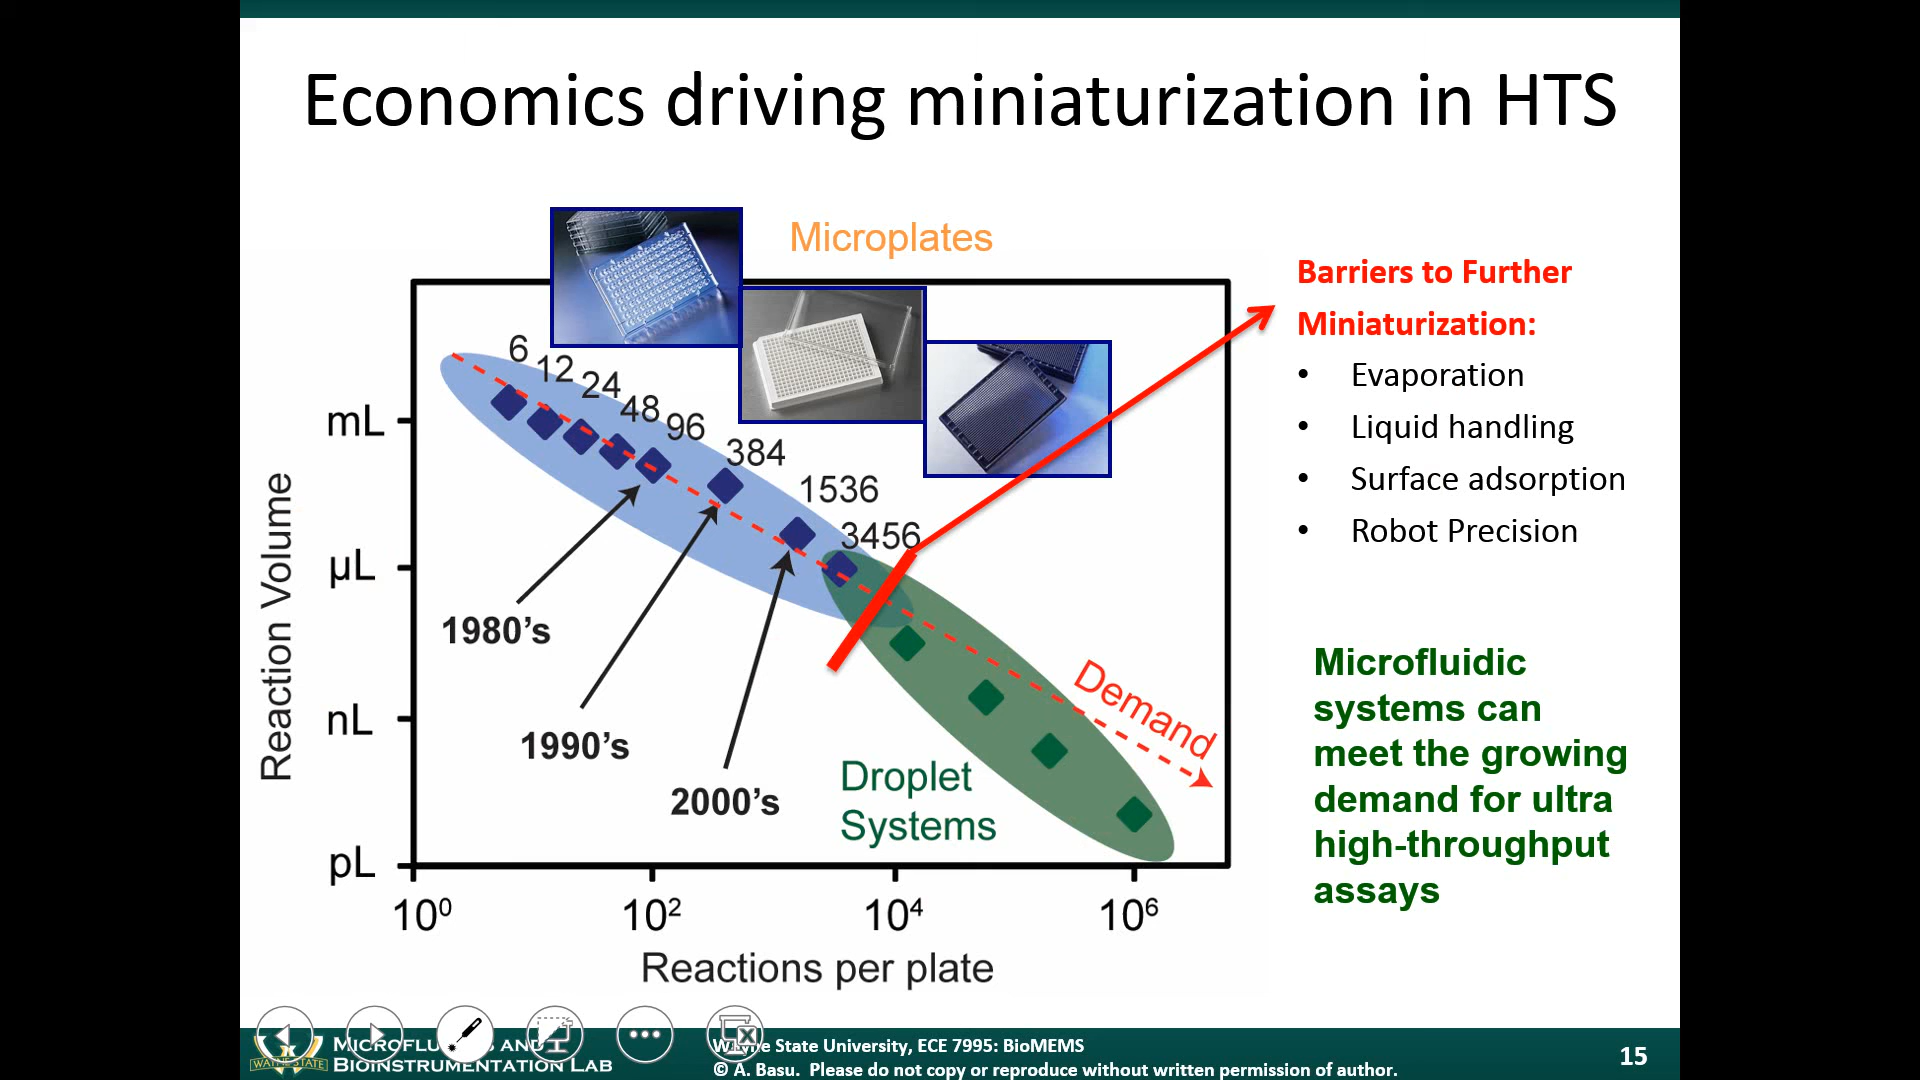 Economics driving miniaturization in HTS
Microplates
Barriers to Further
Miniaturization:
• Evaporation
• Liquid handling
• Surface adsorption
• Robot Precision
6
12
24
48
96
384
1536
3456
mL
µL
nL
pL
Reaction Volume
1980's
1990's
2000's
Demand
Droplet
Systems
10⁰
10²
10⁴
10⁶
Reactions per plate
Microfluidic
systems can
meet the growing
demand for ultra
high-throughput
assays
WAYNE STATE
BIOINSTRUMENTATION LAB
State University, ECE 7995: BioMEMS
© A. Basu. Please do not copy or reproduce without written permission of author.
15